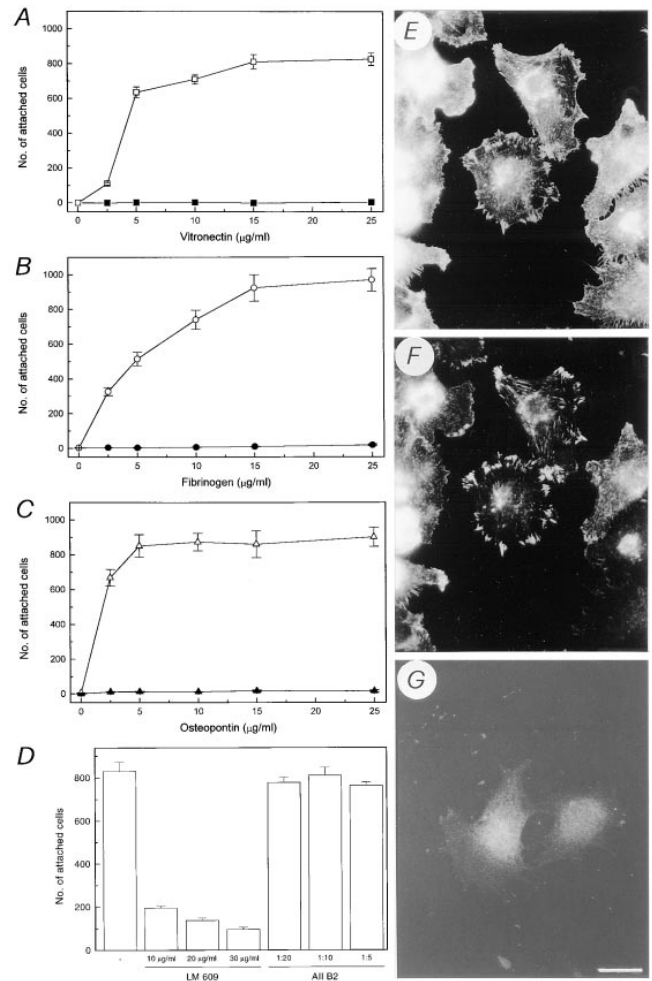 A
No. of attached cells
1000
800
600
400
200
0
0 5 10 15 20 25
Vitronectin (µg/ml)
B
No. of attached cells
1000
800
600
400
200
0
0 5 10 15 20 25
Fibrinogen (µg/ml)
C
No. of attached cells
1000
800
600
400
200
0
0 5 10 15 20 25
Osteopontin (µg/ml)
D
No. of attached cells
800
600
400
200
0
- 10 µg/ml 20 µg/ml 30 µg/ml 1:20 1:10 1:5
LM 609 AII B2
E
F
G